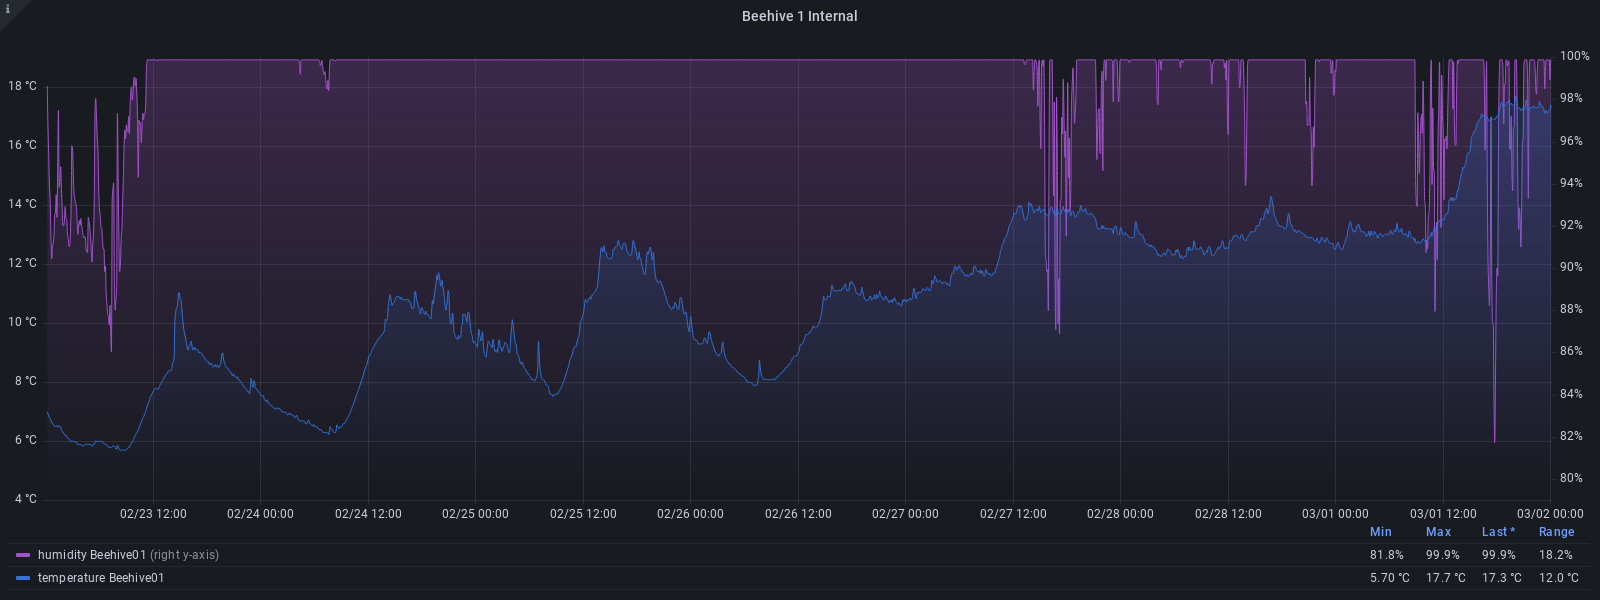 i
Beehive 1 Internal
100%
18 °C
98%
16 °C
96%
94%
14 °C
92%
12 °C
90%
10 °C
88%
86%
8 °C
84%
6 °C
82%
80%
4 °C
02/23 12:00 02/24 00:00 02/24 12:00 02/25 00:00 02/25 12:00 02/26 00:00 02/26 12:00 02/27 00:00 02/27 12:00 02/28 00:00 02/28 12:00 03/01 00:00 03/01 12:00 03/02 00:00
Min Max Last * Range
humidity Beehive01 (right y-axis) 81.8% 99.9% 99.9% 18.2%
temperature Beehive01 5.70 °C 17.7 °C 17.3 °C 12.0 °C